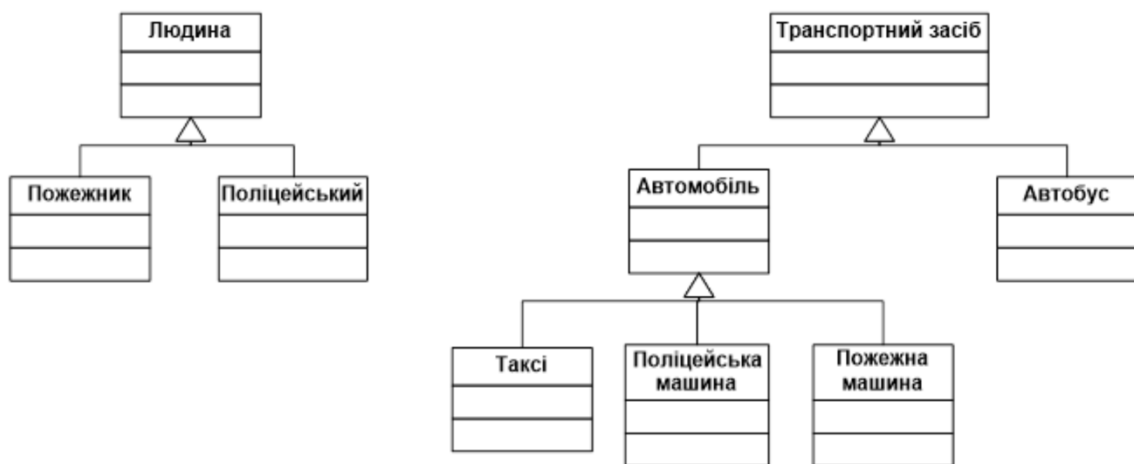 Людина
Транспортний засіб
Пожежник
Поліцейський
Автомобіль
Автобус
Таксі
Поліцейська
машина
Пожежна
машина